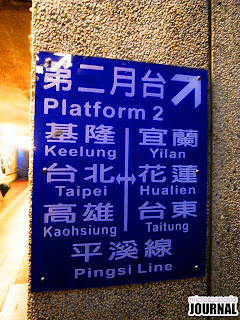 第二月台
Platform 2
基隆 宜蘭
Keelung Yilan
台北 ↔ 花蓮
Taipei Hualien
高雄 台東
Kaohsiung Taitung
平溪線
Pingsi Line
microscoparia
JOURNAL